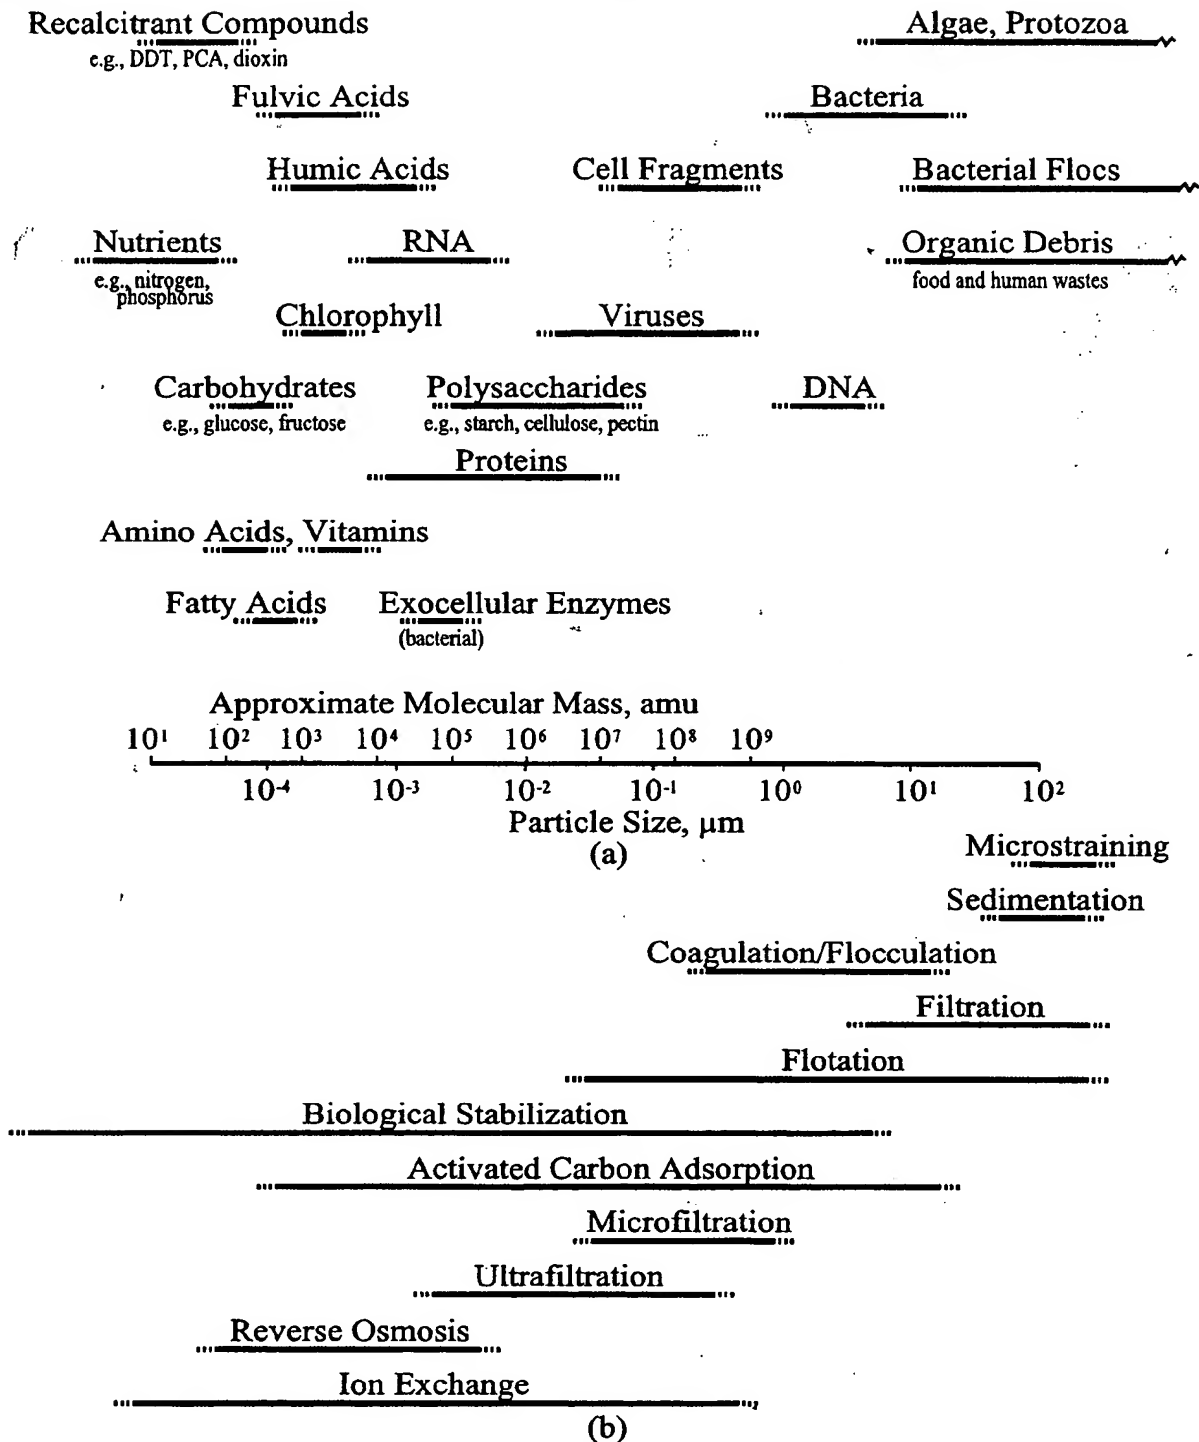 Recalcitrant Compounds
e.g., DDT, PCA, dioxin
Algae, Protozoa
Fulvic Acids
Bacteria
Humic Acids
Cell Fragments
Bacterial Flocs
Nutrients
e.g., nitrogen,
phosphorus
RNA
Organic Debris
food and human wastes
Chlorophyll
Viruses
Carbohydrates
e.g., glucose, fructose
Polysaccharides
e.g., starch, cellulose, pectin
DNA
Proteins
Amino Acids, Vitamins
Fatty Acids
Exocellular Enzymes
(bacterial)
Approximate Molecular Mass, amu
10¹ 10² 10³ 10⁴ 10⁵ 10⁶ 10⁷ 10⁸ 10⁹
10⁻⁴ 10⁻³ 10⁻² 10⁻¹ 10⁰ 10¹ 10²
Particle Size, µm
(a)
Microstraining
Sedimentation
Coagulation/Flocculation
Filtration
Flotation
Biological Stabilization
Activated Carbon Adsorption
Microfiltration
Ultrafiltration
Reverse Osmosis
Ion Exchange
(b)